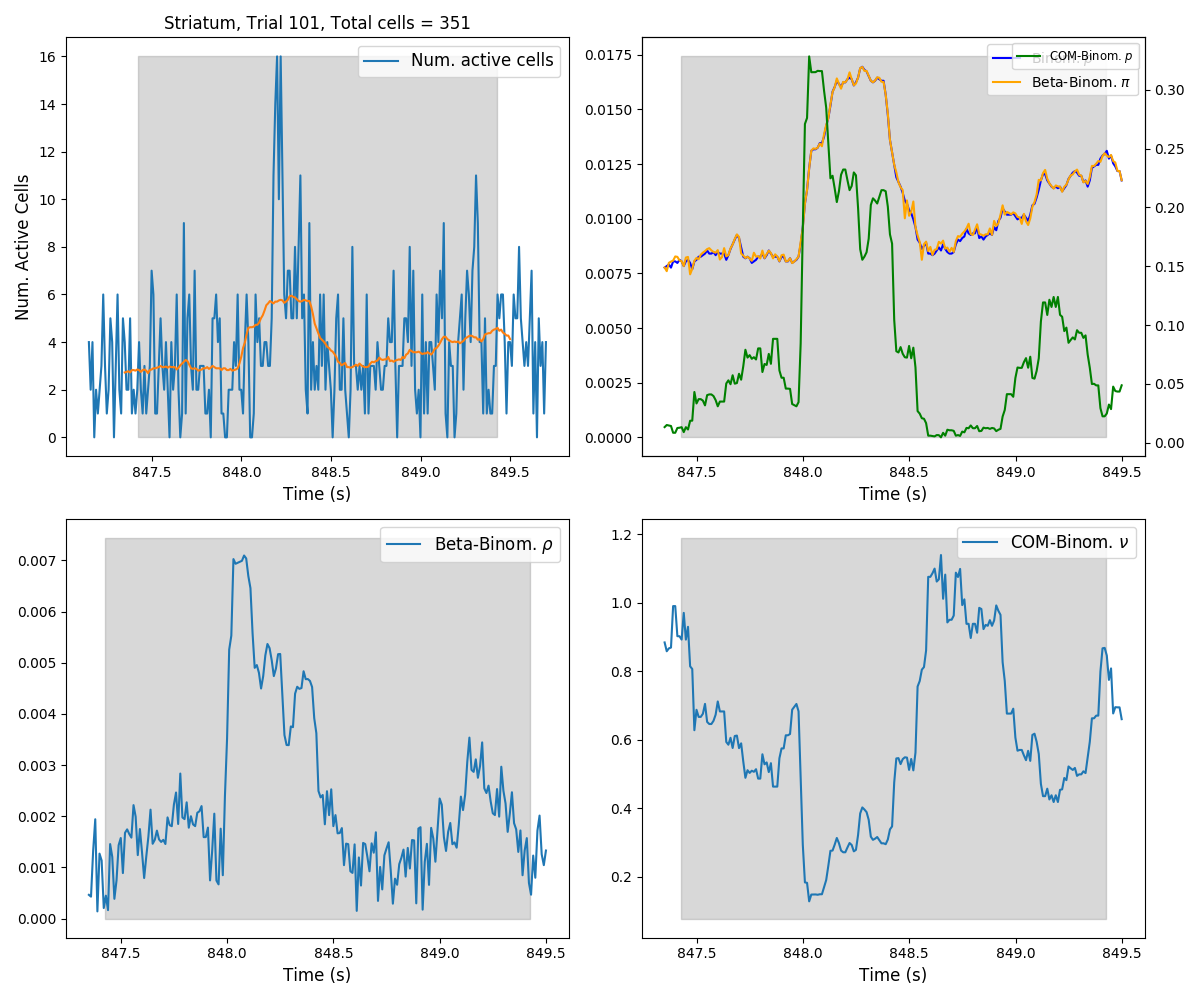 Striatum, Trial 101, Total cells = 351
Num. active cells
Num. Active Cells
16
14
12
10
8
6
4
2
0
847.5 848.0 848.5 849.0 849.5
Time (s)
COM-Binom. p
Beta-Binom. π
0.0175
0.0150
0.0125
0.0100
0.0075
0.0050
0.0025
0.0000
0.30
0.25
0.20
0.15
0.10
0.05
0.00
847.5 848.0 848.5 849.0 849.5
Time (s)
Beta-Binom. ρ
0.007
0.006
0.005
0.004
0.003
0.002
0.001
0.000
847.5 848.0 848.5 849.0 849.5
Time (s)
COM-Binom. ν
1.2
1.0
0.8
0.6
0.4
0.2
847.5 848.0 848.5 849.0 849.5
Time (s)